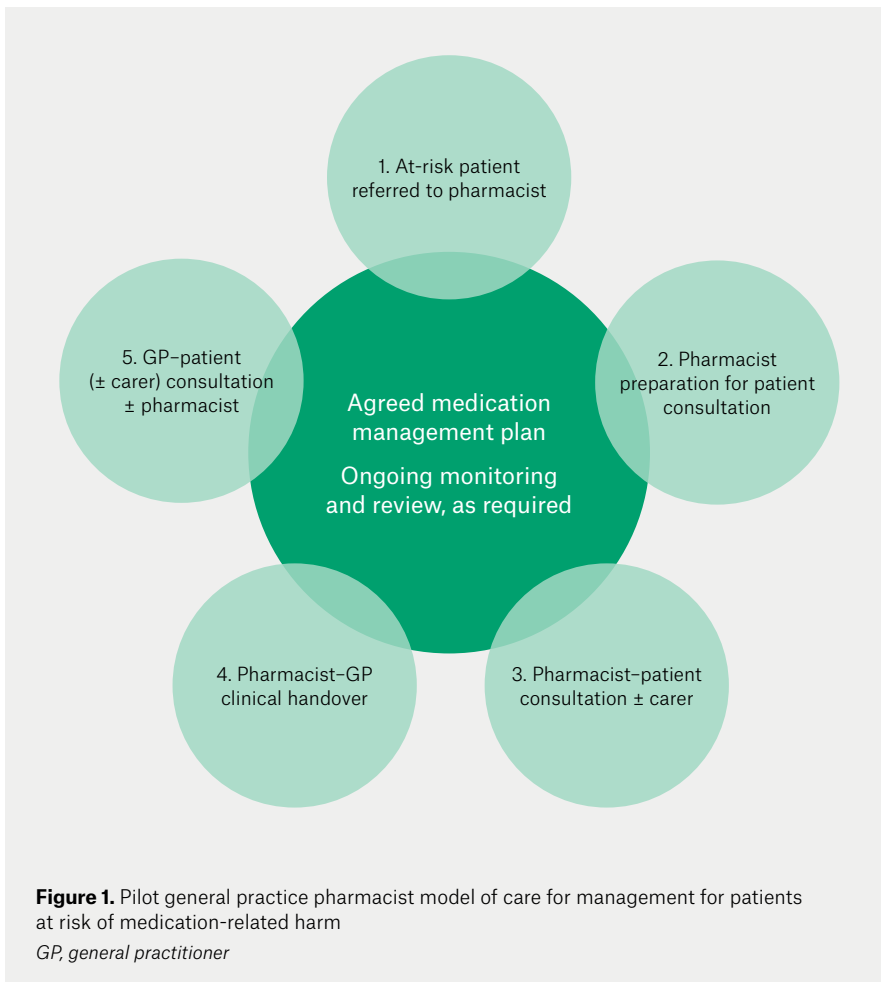 1. At-risk patient
referred to pharmacist
2. Pharmacist
preparation for patient
consultation
3. Pharmacist–patient
consultation ± carer
4. Pharmacist–GP
clinical handover
5. GP–patient
(± carer) consultation
± pharmacist
Agreed medication
management plan
Ongoing monitoring
and review, as required
Figure 1. Pilot general practice pharmacist model of care for management for patients
at risk of medication-related harm
GP, general practitioner